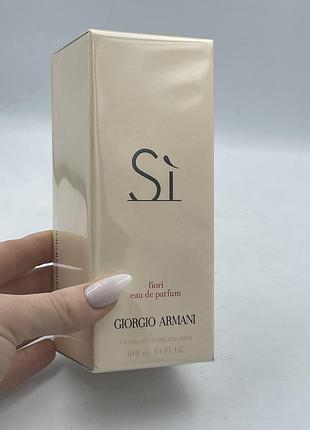 Sì
fiori
eau de parfum
GIORGIO ARMANI
100 ml 3.4 FL.OZ.